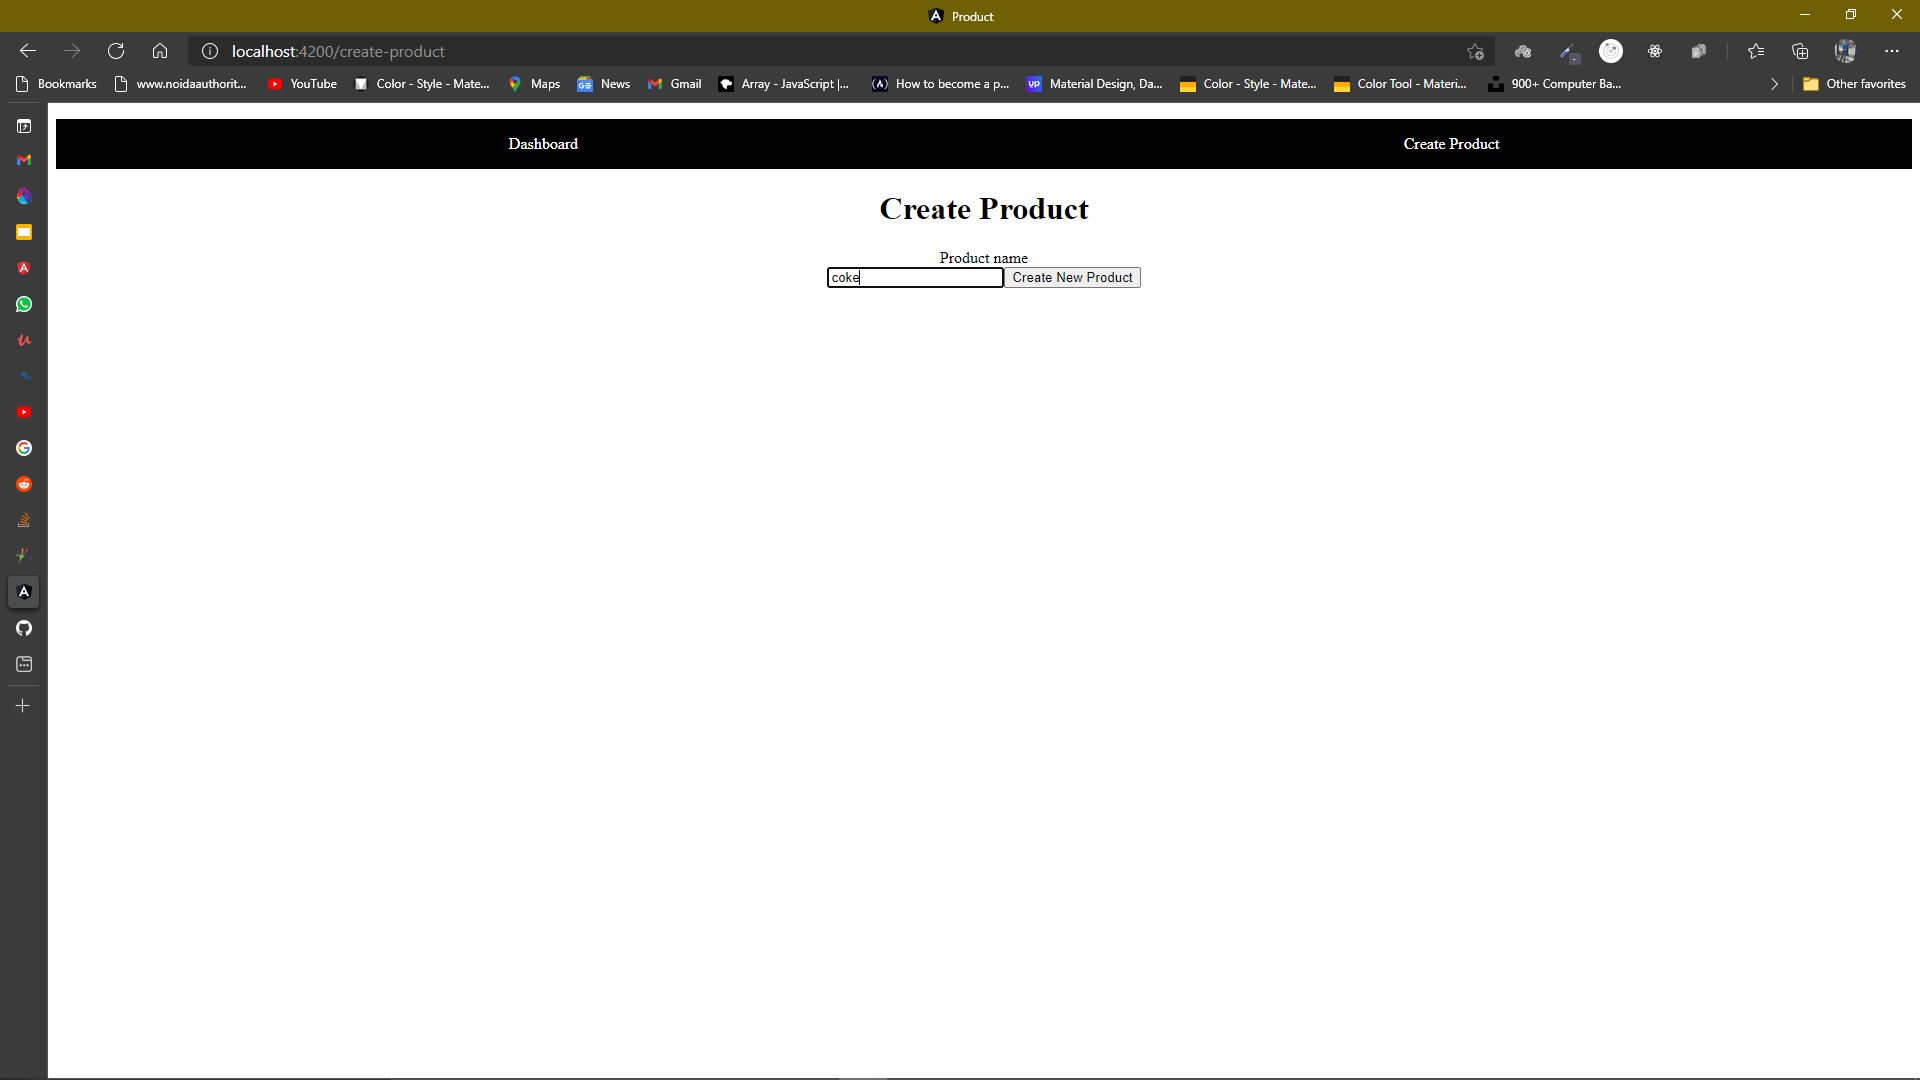 Product
localhost:4200/create-product
Bookmarks www.noidaauthorit... YouTube Color - Style - Mate... Maps News Gmail Array - JavaScript |... How to become a p... Material Design, Da... Color - Style - Mate... Color Tool - Materi... 900+ Computer Ba... Other favorites
Dashboard Create Product
Create Product
Product name
coke Create New Product